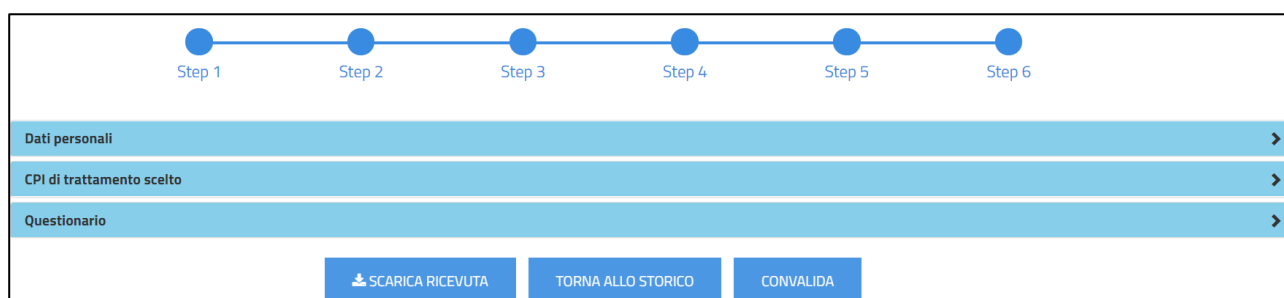 Step 1 Step 2 Step 3 Step 4 Step 5 Step 6
Dati personali
CPI di trattamento scelto
Questionario
SCARICA RICEVUTA TORNA ALLO STORICO CONVALIDA